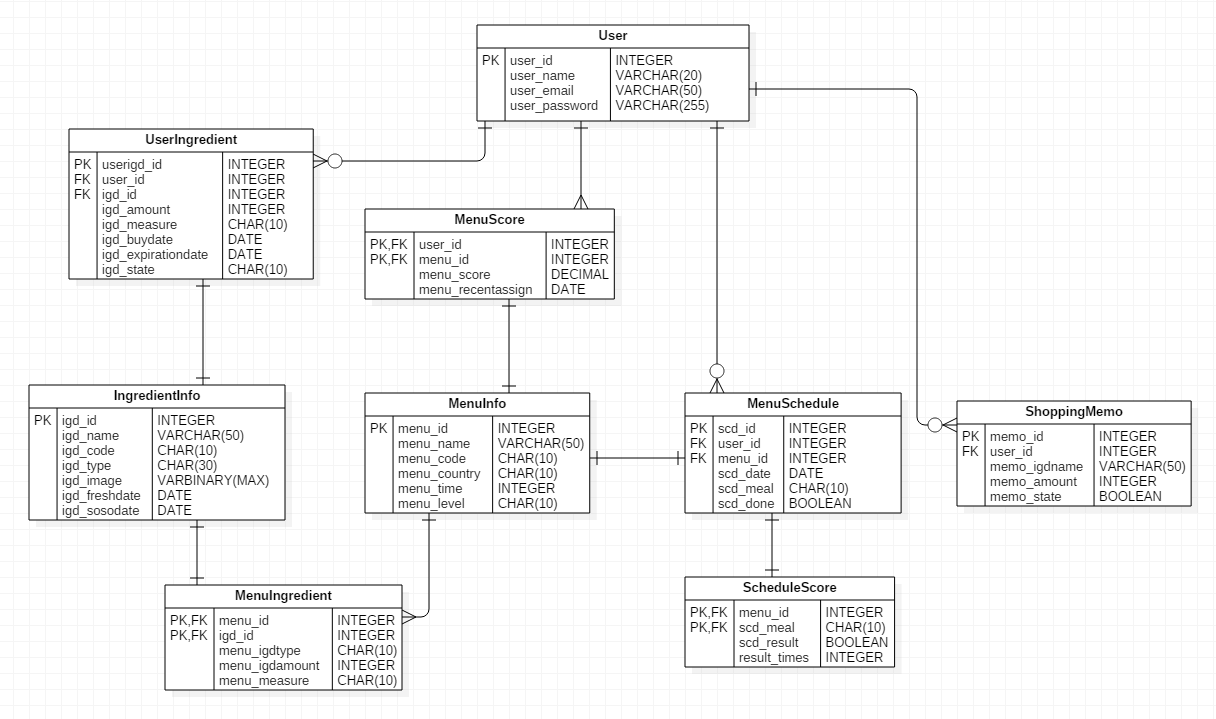 User
PK user_id INTEGER
user_name VARCHAR(20)
user_email VARCHAR(50)
user_password VARCHAR(255)
UserIngredient
PK userigd_id INTEGER
FK user_id INTEGER
FK igd_id INTEGER
igd_amount INTEGER
igd_measure CHAR(10)
igd_buydate DATE
igd_expirationdate DATE
igd_state CHAR(10)
MenuScore
PK,FK user_id INTEGER
PK,FK menu_id INTEGER
menu_score DECIMAL
menu_recentassign DATE
IngredientInfo
PK igd_id INTEGER
igd_name VARCHAR(50)
igd_code CHAR(10)
igd_type CHAR(30)
igd_image VARBINARY(MAX)
igd_freshdate DATE
igd_sosodate DATE
MenuInfo
PK menu_id INTEGER
menu_name VARCHAR(50)
menu_code CHAR(10)
menu_country CHAR(10)
menu_time INTEGER
menu_level CHAR(10)
MenuSchedule
PK scd_id INTEGER
FK user_id INTEGER
FK menu_id INTEGER
scd_date DATE
scd_meal CHAR(10)
scd_done BOOLEAN
ShoppingMemo
PK memo_id INTEGER
FK user_id INTEGER
memo_igdname VARCHAR(50)
memo_amount INTEGER
memo_state BOOLEAN
MenuIngredient
PK,FK menu_id INTEGER
PK,FK igd_id INTEGER
menu_igdtype CHAR(10)
menu_igdamount INTEGER
menu_measure CHAR(10)
ScheduleScore
PK,FK menu_id INTEGER
PK,FK scd_meal CHAR(10)
scd_result BOOLEAN
result_times INTEGER